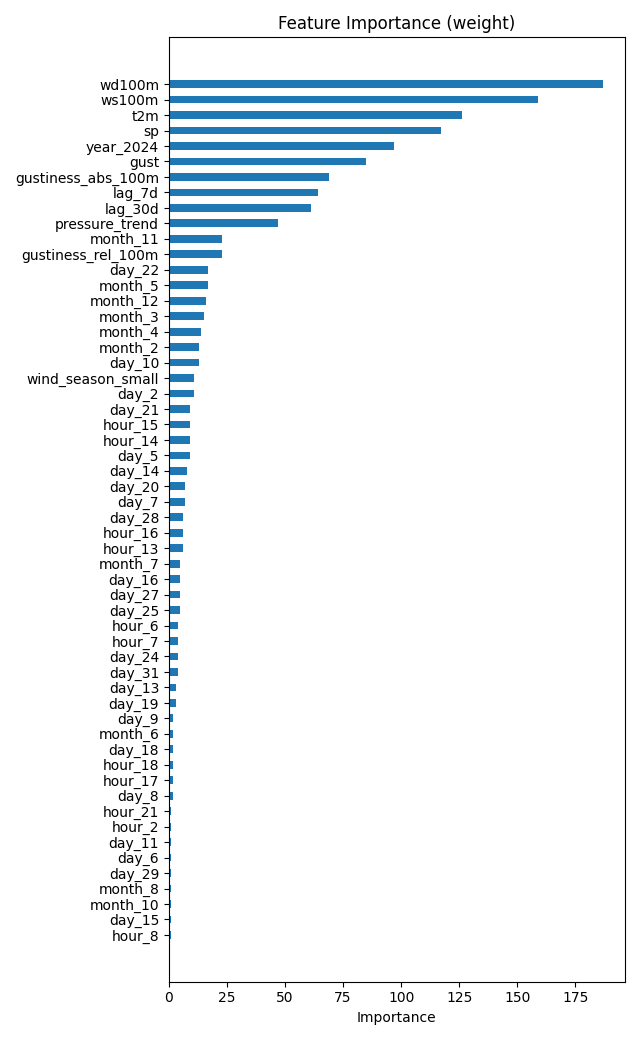 Feature Importance (weight)
wd100m
ws100m
t2m
sp
year_2024
gust
gustiness_abs_100m
lag_7d
lag_30d
pressure_trend
month_11
gustiness_rel_100m
day_22
month_5
month_12
month_3
month_4
month_2
day_10
wind_season_small
day_2
day_21
hour_15
hour_14
day_5
day_14
day_20
day_7
day_28
hour_16
hour_13
month_7
day_16
day_27
day_25
hour_6
hour_7
day_24
day_31
day_13
day_19
day_9
month_6
day_18
hour_18
hour_17
day_8
hour_21
hour_2
day_11
day_6
day_29
month_8
month_10
day_15
hour_8
0 25 50 75 100 125 150 175
Importance